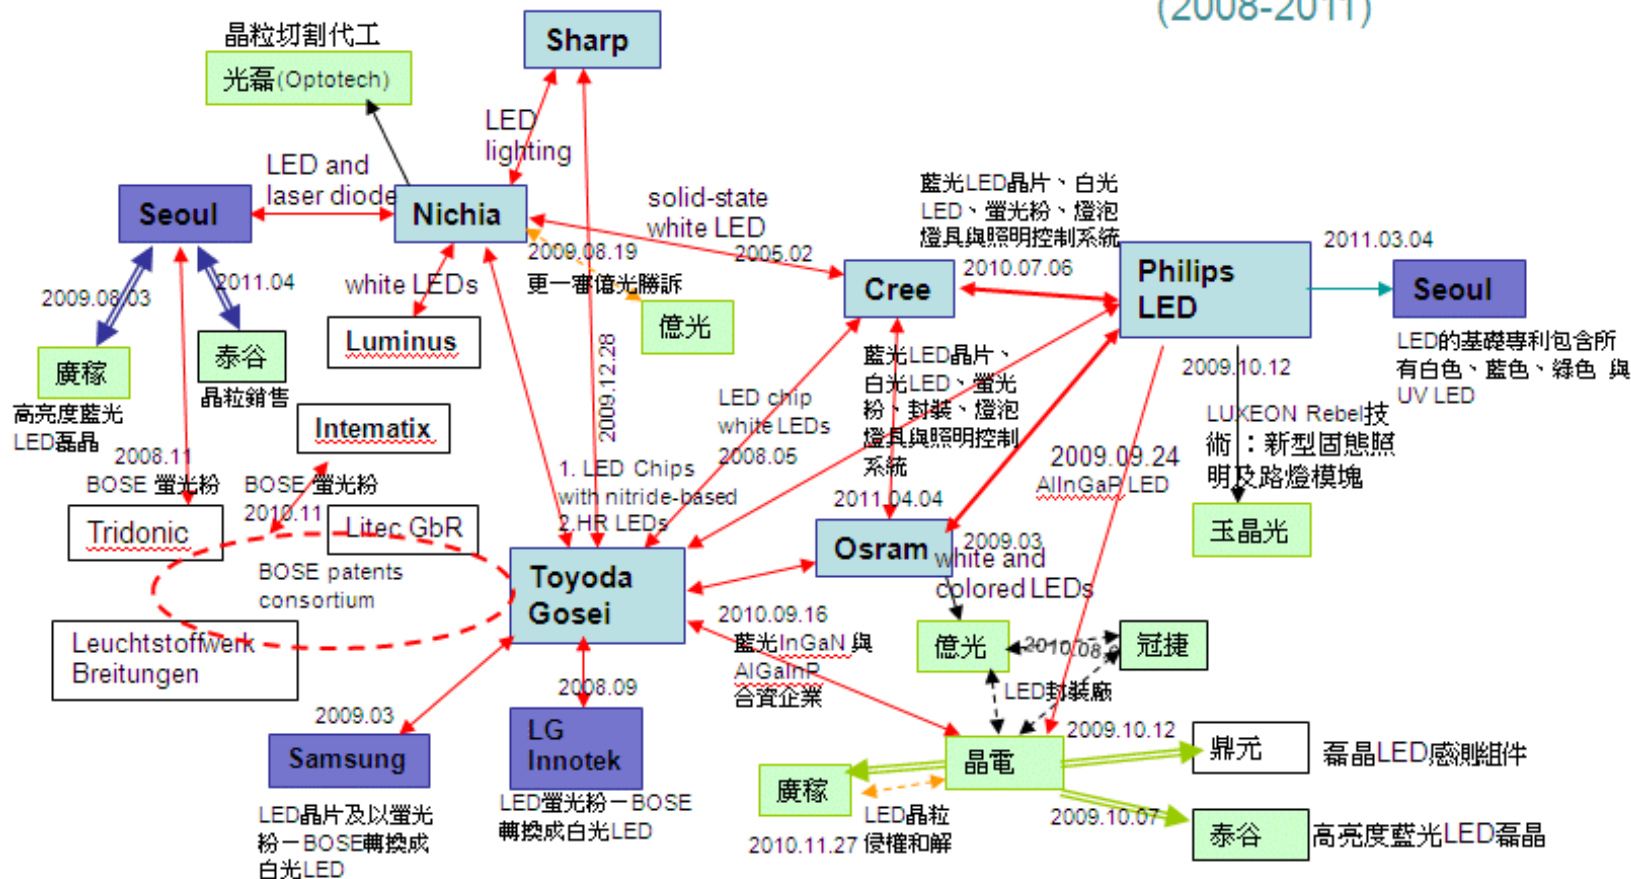 (2008-2011)
晶粒切割代工
光磊(Optotech)
Sharp
LED
lighting
LED and
laser diode
Seoul
Nichia
solid-state
white LED
2005.02
2009.08.19
更一審億光勝訴
億光
藍光LED晶片、白光
LED、螢光粉、燈泡
燈具與照明控制系統
2010.07.06
Cree
Philips
LED
2011.03.04
Seoul
LED的基礎專利包含所
有白色、藍色、綠色 與
UV LED
2009.08.03
2011.04
white LEDs
Luminus
廣稼
高亮度藍光
LED磊晶
泰谷
晶粒銷售
2009.12.28
Intematix
2008.11
BOSE 螢光粉
BOSE 螢光粉
2010.11
Tridonic
Litec GbR
BOSE patents
consortium
Leuchtstoffwerk
Breitungen
1. LED Chips
with nitride-based
2.HR LEDs
LED chip
white LEDs
2008.05
藍光LED晶片、
白光LED、螢光
粉、封裝、燈泡
燈具與照明控制
系統
2011.04.04
2009.10.12
LUXEON Rebel技
術：新型固態照
明及路燈模塊
玉晶光
2009.09.24
AlInGaP LED
Toyoda
Gosei
Osram
2009.03
white and
colored LEDs
2010.09.16
藍光InGaN 與
AlGaInP
合資企業
億光
2010.08.
冠捷
LED封裝廠
2009.03
Samsung
LED晶片及以螢光
粉－BOSE轉換成
白光LED
2008.09
LG
Innotek
LED螢光粉－BOSE
轉換成白光LED
晶電
2009.10.12
鼎元
磊晶LED感測組件
廣稼
LED晶粒
侵權和解
2010.11.27
2009.10.07
泰谷
高亮度藍光LED磊晶